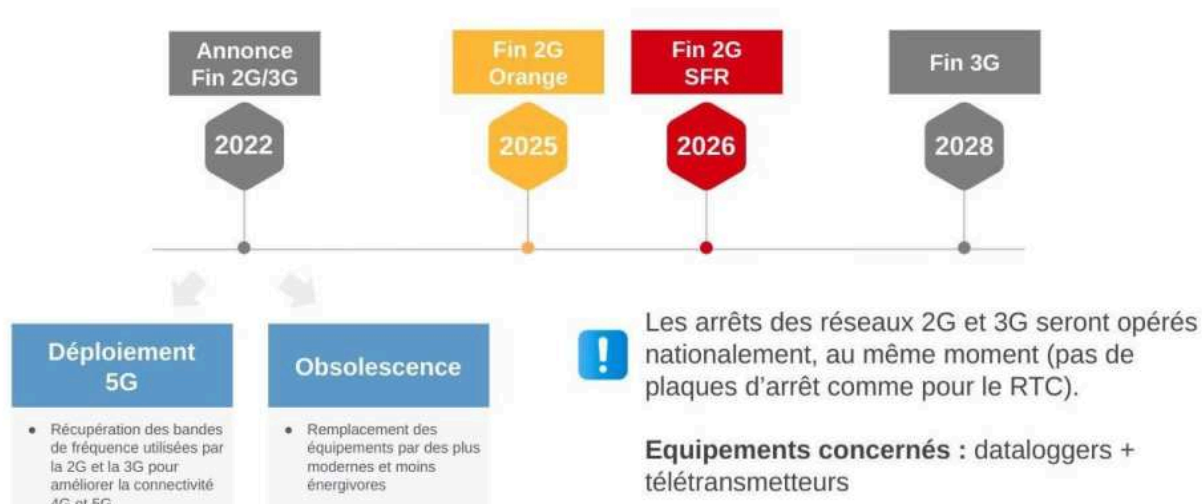 Annonce
Fin 2G/3G
Fin 2G
Orange
Fin 2G
SFR
Fin 3G
2022
2025
2026
2028
Déploiement
5G
Récupération des bandes
de fréquence utilisées par
la 2G et la 3G pour
améliorer la connectivité
4G et 5G
Obsolescence
Remplacement des
équipements par des plus
modernes et moins
énergivores
Les arrêts des réseaux 2G et 3G seront opérés
nationalement, au même moment (pas de
plaques d’arrêt comme pour le RTC).
Equipements concernés : dataloggers +
télétransmetteurs